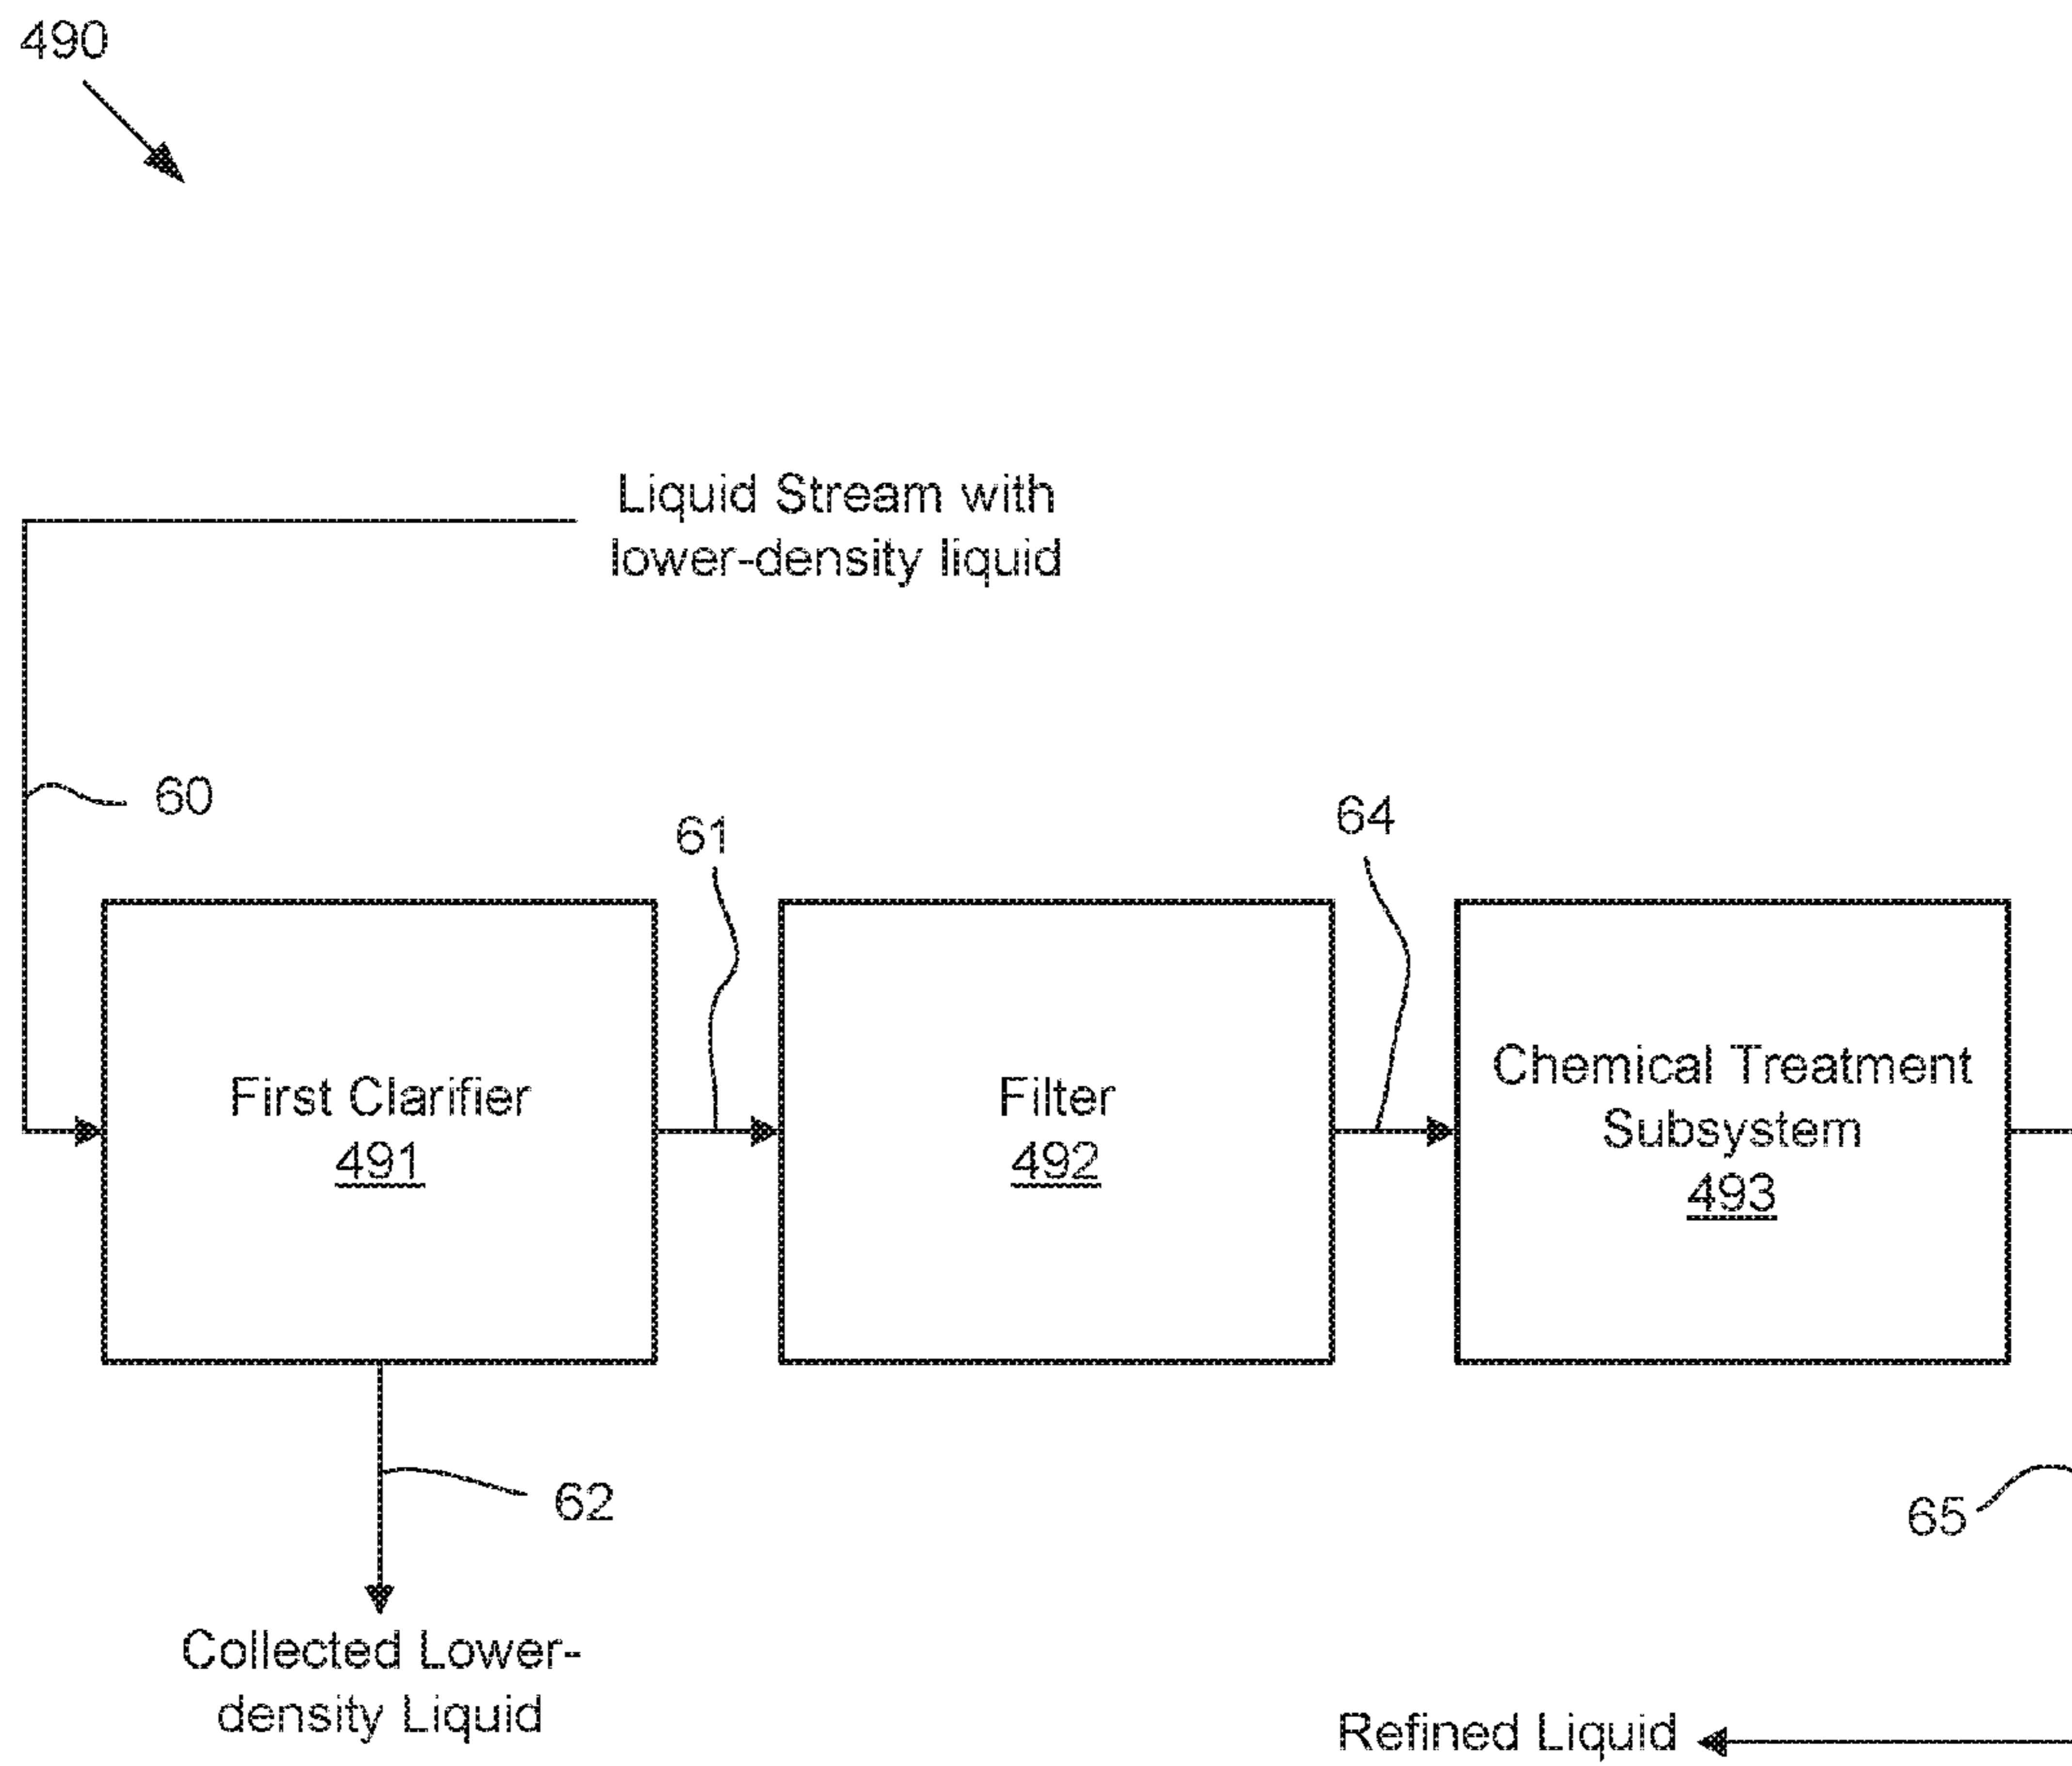 490
Liquid Stream with
lower-density liquid
60
61
64
First Clarifier
491
Filter
492
Chemical Treatment
Subsystem
493
62
65
Collected Lower-
density Liquid
Refined Liquid